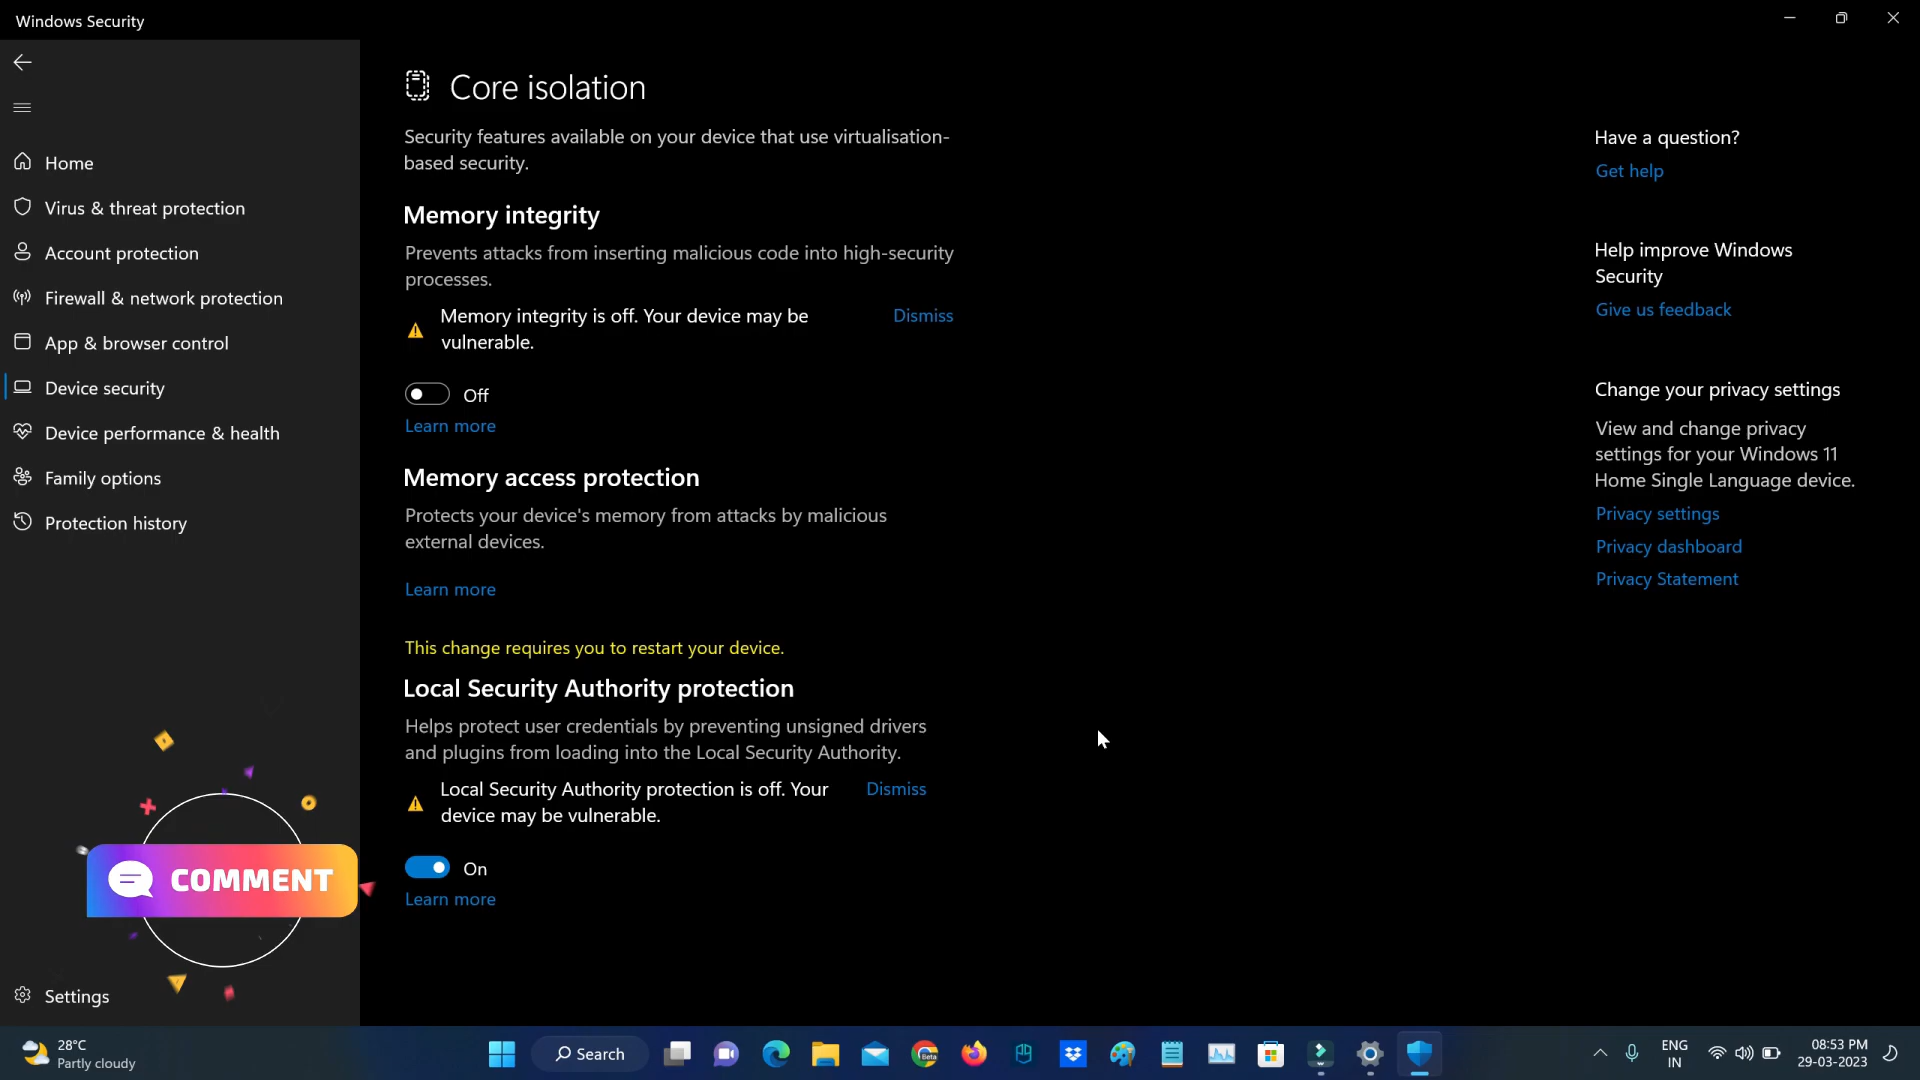 Windows Security
Home
Virus & threat protection
Account protection
Firewall & network protection
App & browser control
Device security
Device performance & health
Family options
Protection history
Settings
Core isolation
Security features available on your device that use virtualisation-
based security.
Memory integrity
Prevents attacks from inserting malicious code into high-security
processes.
Memory integrity is off. Your device may be
vulnerable.
Dismiss
Off
Learn more
Memory access protection
Protects your device's memory from attacks by malicious
external devices.
Learn more
This change requires you to restart your device.
Local Security Authority protection
Helps protect user credentials by preventing unsigned drivers
and plugins from loading into the Local Security Authority.
Local Security Authority protection is off. Your
device may be vulnerable.
Dismiss
On
Learn more
Have a question?
Get help
Help improve Windows
Security
Give us feedback
Change your privacy settings
View and change privacy
settings for your Windows 11
Home Single Language device.
Privacy settings
Privacy dashboard
Privacy Statement
COMMENT
28°C
Partly cloudy
Search
Beta
ENG
IN
08:53 PM
29-03-2023